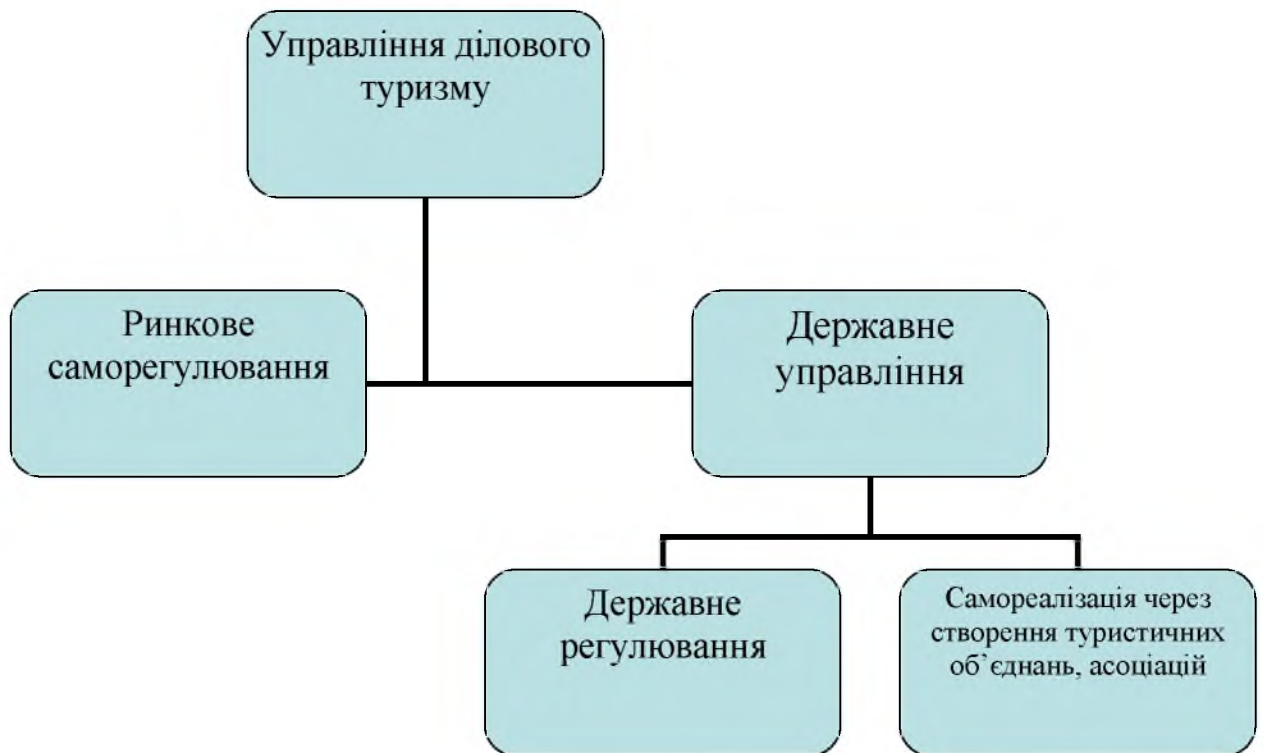 Управління ділового
туризму
Ринкове
саморегулювання
Державне
управління
Державне
регулювання
Самореалізація через
створення туристичних
об’єднань, асоціацій